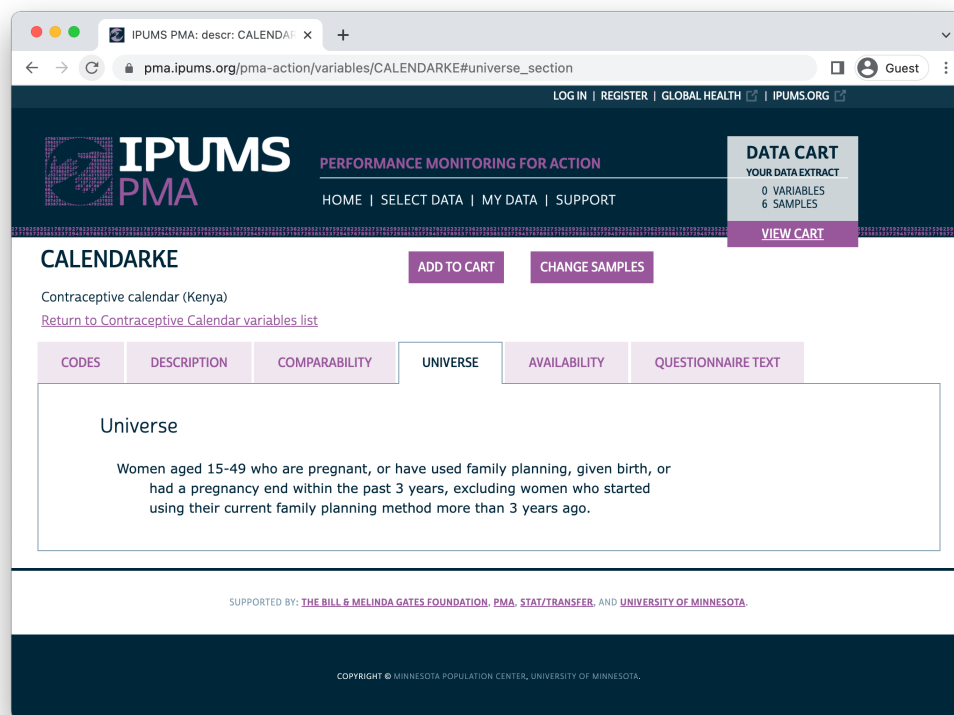 IPUMS PMA: descr: CALENDAR
pma.ipums.org/pma-action/variables/CALENDARKE#universe_section
Guest
LOG IN | REGISTER | GLOBAL HEALTH | IPUMS.ORG
IPUMS
PMA
PERFORMANCE MONITORING FOR ACTION
HOME | SELECT DATA | MY DATA | SUPPORT
DATA CART
YOUR DATA EXTRACT
0 VARIABLES
6 SAMPLES
VIEW CART
CALENDARKE
ADD TO CART
CHANGE SAMPLES
Contraceptive calendar (Kenya)
Return to Contraceptive Calendar variables list
CODES
DESCRIPTION
COMPARABILITY
UNIVERSE
AVAILABILITY
QUESTIONNAIRE TEXT
Universe
Women aged 15-49 who are pregnant, or have used family planning, given birth, or
had a pregnancy end within the past 3 years, excluding women who started
using their current family planning method more than 3 years ago.
SUPPORTED BY: THE BILL & MELINDA GATES FOUNDATION, PMA, STAT/TRANSFER, AND UNIVERSITY OF MINNESOTA.
COPYRIGHT © MINNESOTA POPULATION CENTER, UNIVERSITY OF MINNESOTA.